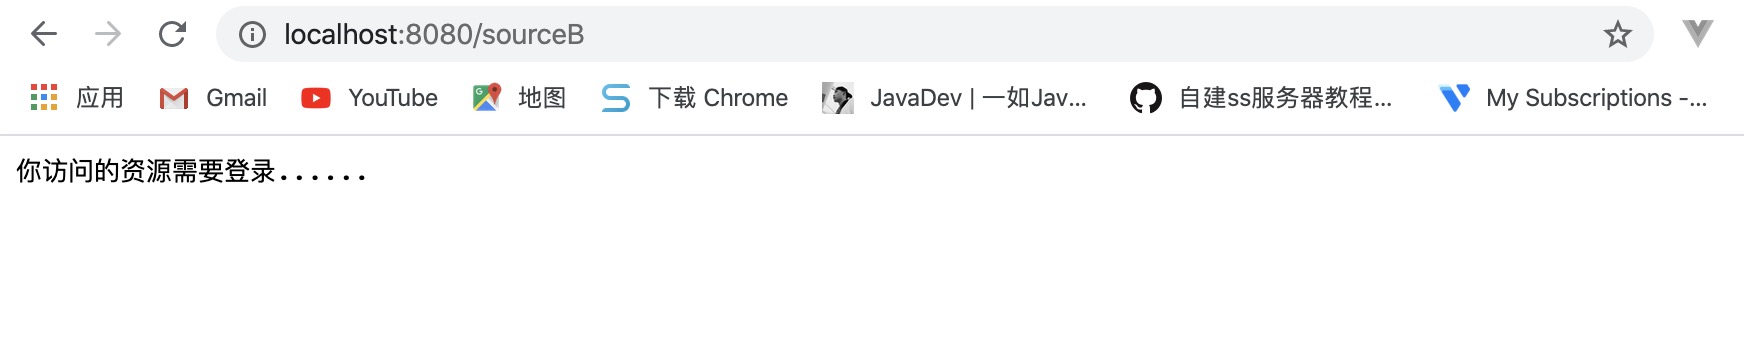 localhost:8080/sourceB
应用 Gmail YouTube 地图 下载 Chrome JavaDev | 一如Jav... 自建ss服务器教程... My Subscriptions -...
你访问的资源需要登录......